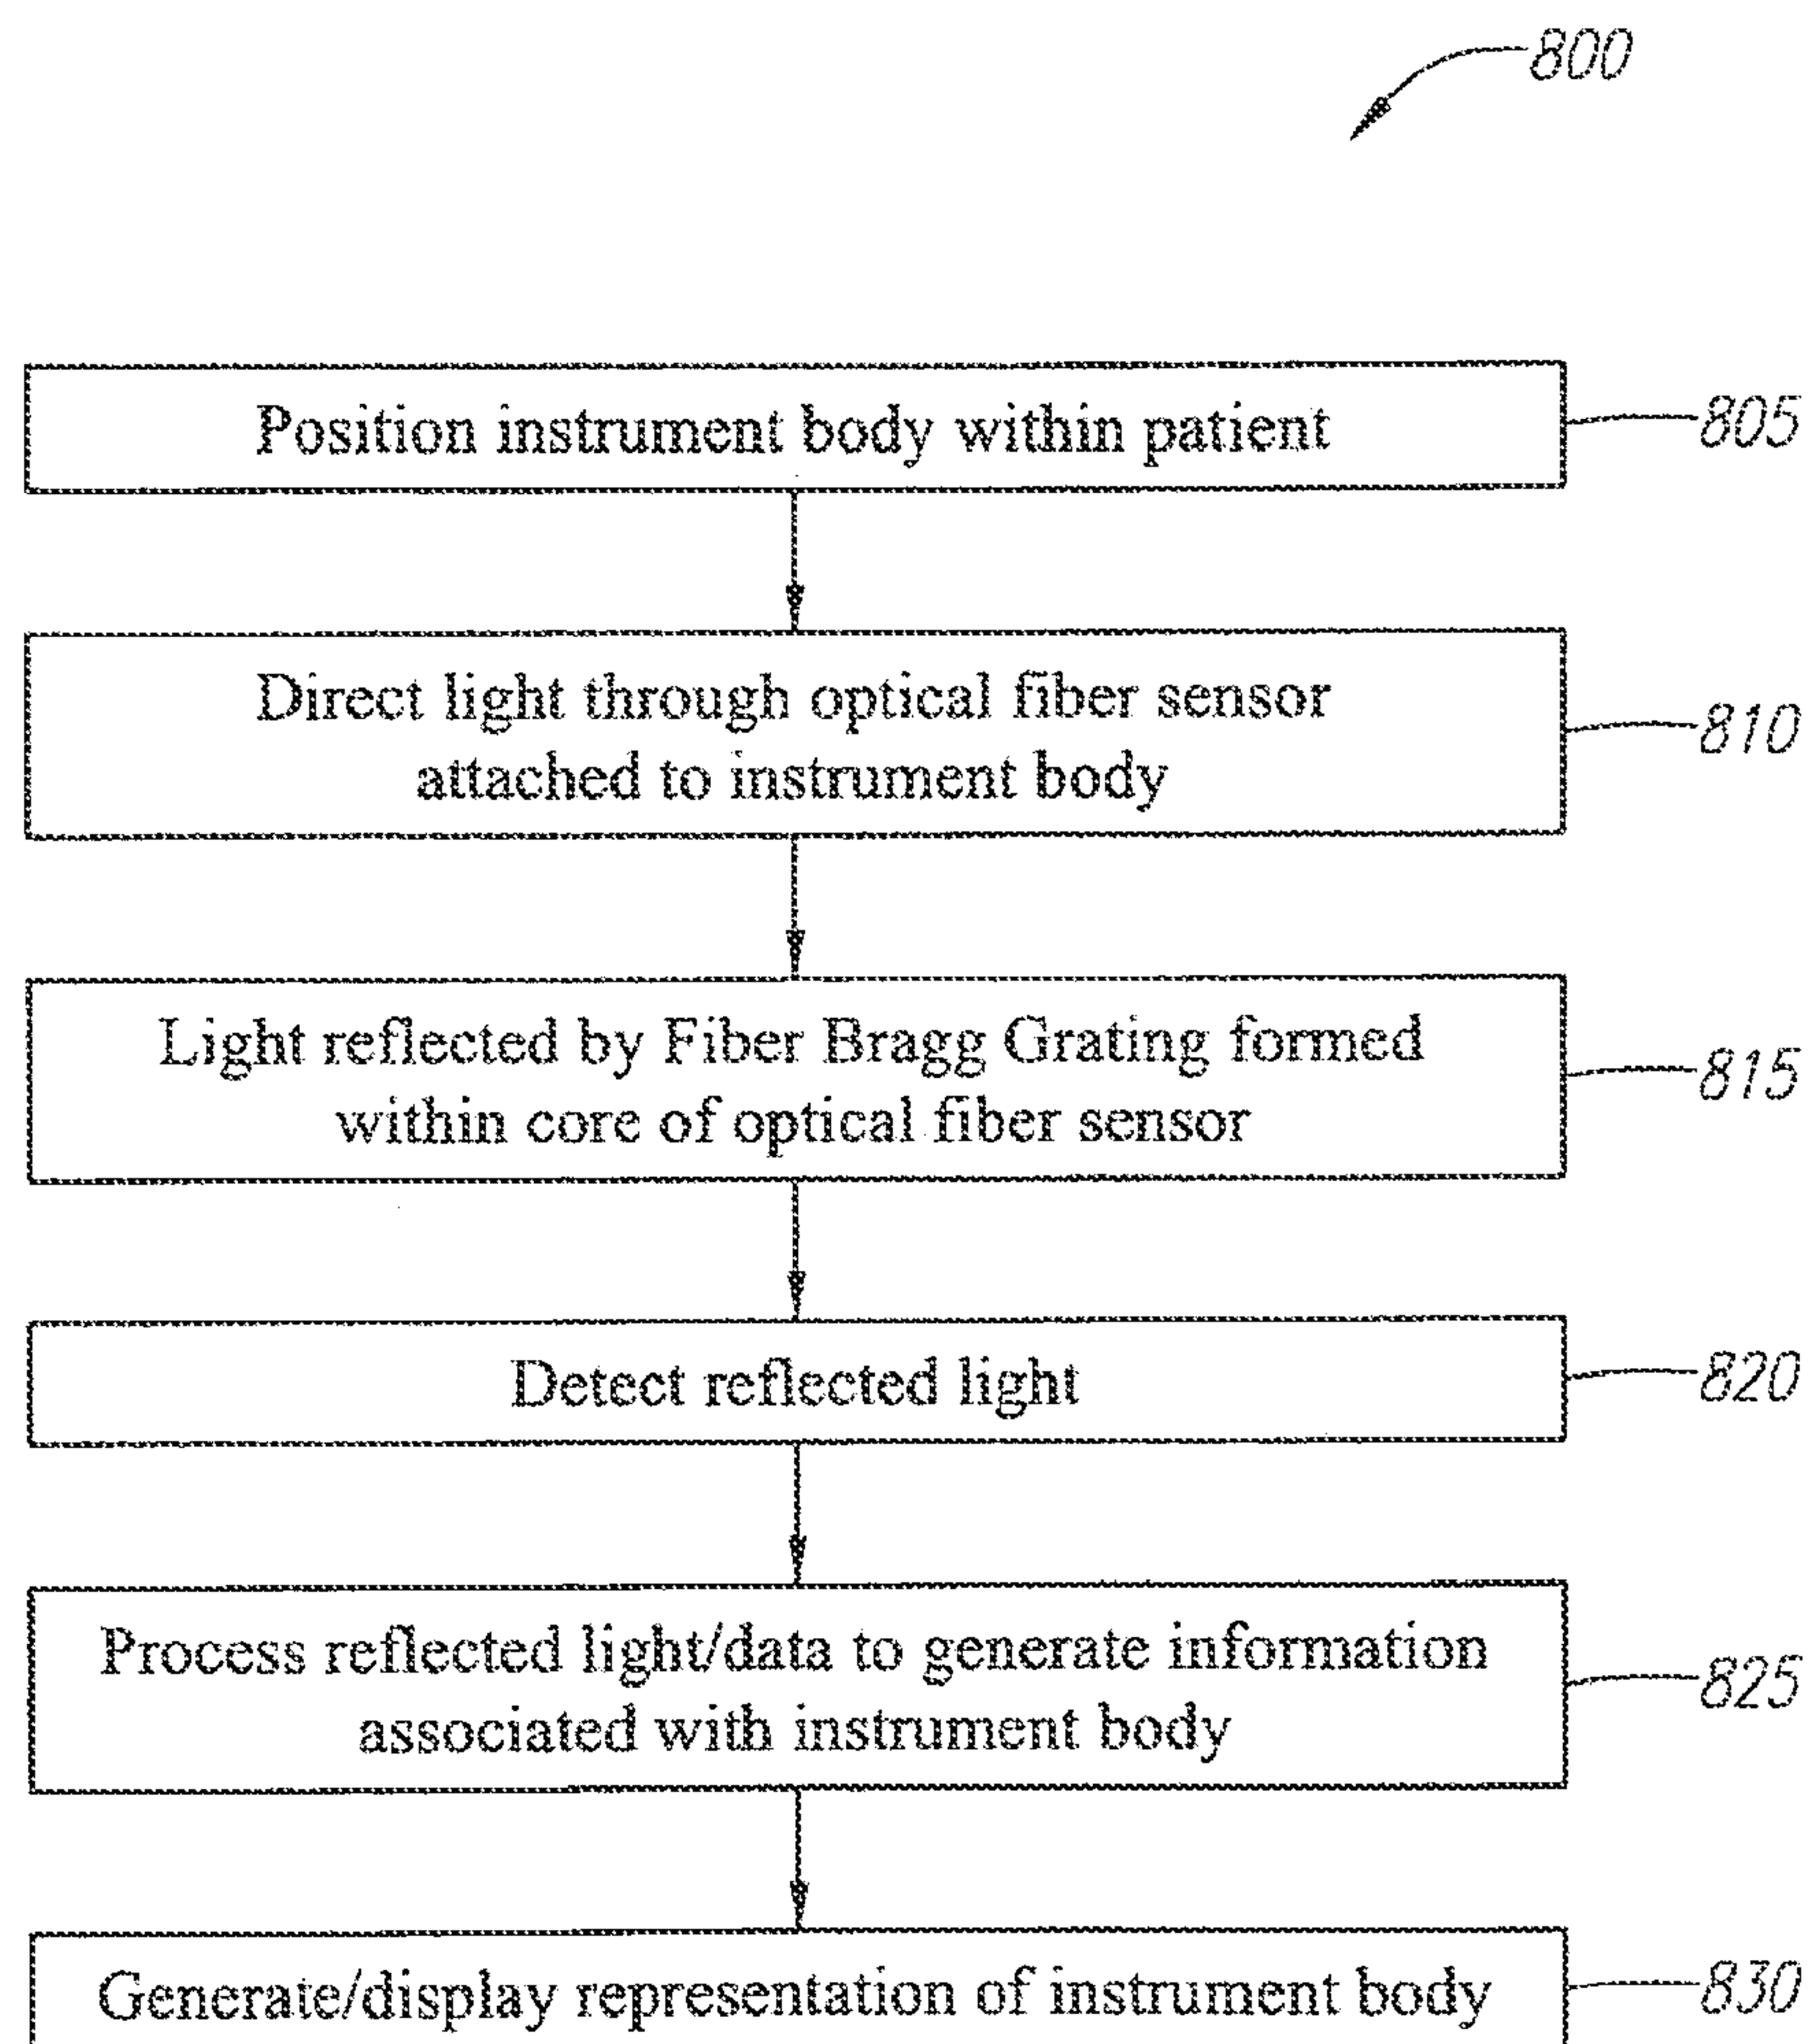 800
Position instrument body within patient
805
Direct light through optical fiber sensor
attached to instrument body
810
Light reflected by Fiber Bragg Grating formed
within core of optical fiber sensor
815
Detect reflected light
820
Process reflected light/data to generate information
associated with instrument body
825
Generate/display representation of instrument body
830